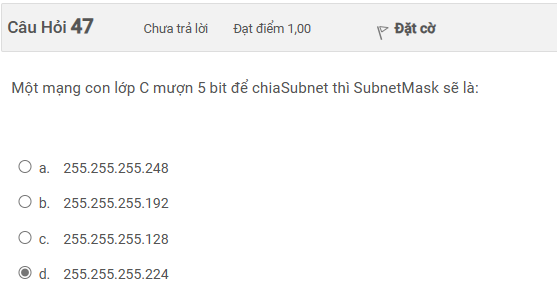 Câu Hỏi 47 Chưa trả lời Đạt điểm 1,00 Đặt cờ
Một mạng con lớp C mượn 5 bit để chiaSubnet thì SubnetMask sẽ là:
a. 255.255.255.248
b. 255.255.255.192
c. 255.255.255.128
d. 255.255.255.224